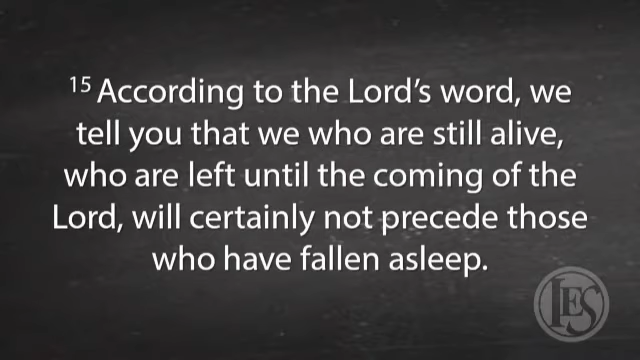 15 According to the Lord’s word, we
tell you that we who are still alive,
who are left until the coming of the
Lord, will certainly not precede those
who have fallen asleep.
IES